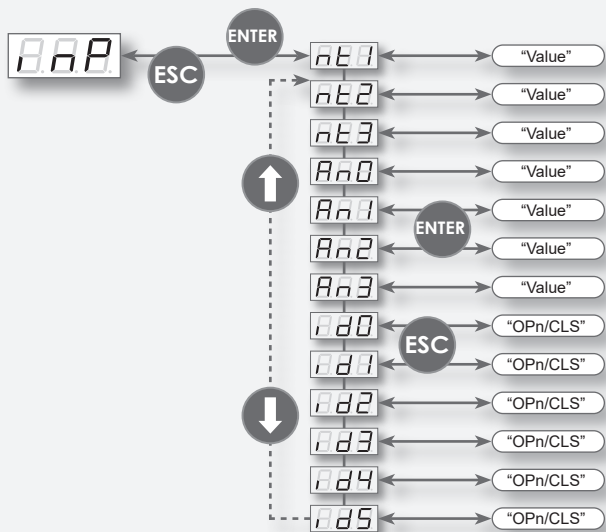 inP
ENTER
ESC
nt1 "Value"
nt2 "Value"
nt3 "Value"
An0 "Value"
An1 "Value"
ENTER
An2 "Value"
An3 "Value"
id0 "OPn/CLS"
ESC
id1 "OPn/CLS"
id2 "OPn/CLS"
id3 "OPn/CLS"
id4 "OPn/CLS"
id5 "OPn/CLS"